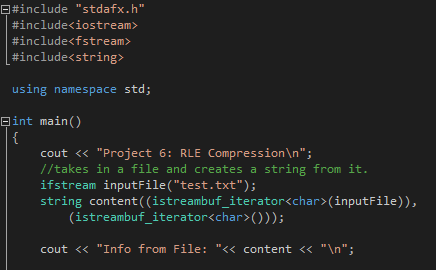 #include "stdafx.h"
#include<iostream>
#include<fstream>
#include<string>
using namespace std;
int main()
{
cout << "Project 6: RLE Compression\n";
//takes in a file and creates a string from it.
ifstream inputFile("test.txt");
string content((istreambuf_iterator<char>(inputFile)),
(istreambuf_iterator<char>()));
cout << "Info from File: "<< content << "\n";